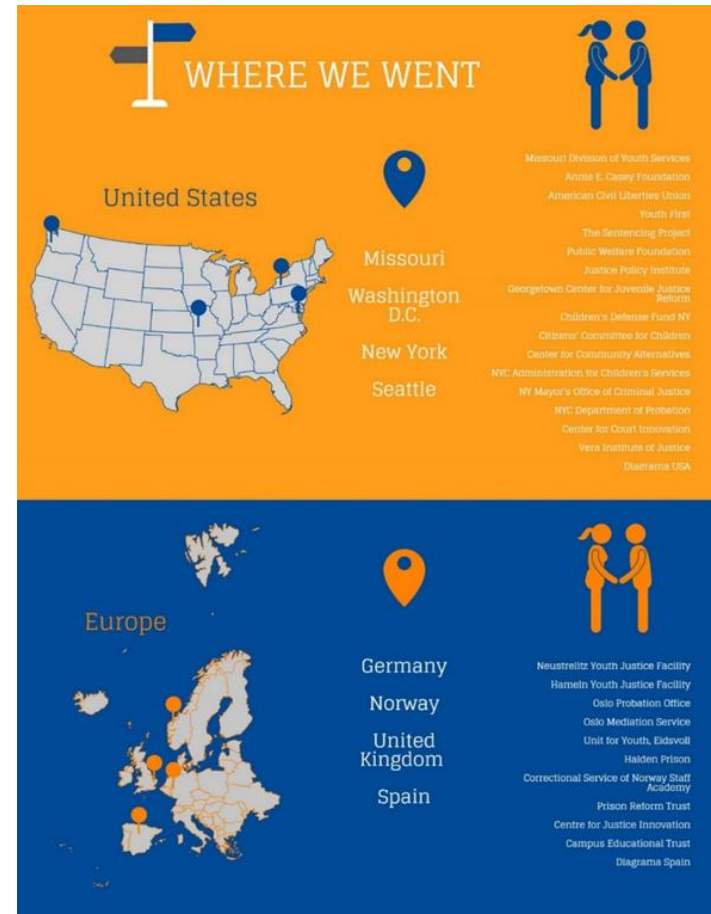 WHERE WE WENT
United States
Missouri
Washington
D.C.
New York
Seattle
Missouri Division of Youth Services
Annie E. Casey Foundation
American Civil Liberties Union
Youth First
The Sentencing Project
Public Welfare Foundation
Justice Policy Institute
Georgetown Center for Juvenile Justice
Reform
Children's Defense Fund NY
Citizens' Committee for Children
Center for Community Alternatives
NYC Administration for Children's Services
NY Mayor's Office of Criminal Justice
NYC Department of Probation
Center for Court Innovation
Vera Institute of Justice
Diagrama USA
Europe
Germany
Norway
United
Kingdom
Spain
Neustrelitz Youth Justice Facility
Hameln Youth Justice Facility
Oslo Probation Office
Oslo Mediation Service
Unit for Youth, Eidsvoll
Halden Prison
Correctional Service of Norway Staff
Academy
Prison Reform Trust
Centre for Justice Innovation
Campus Educational Trust
Diagrama Spain